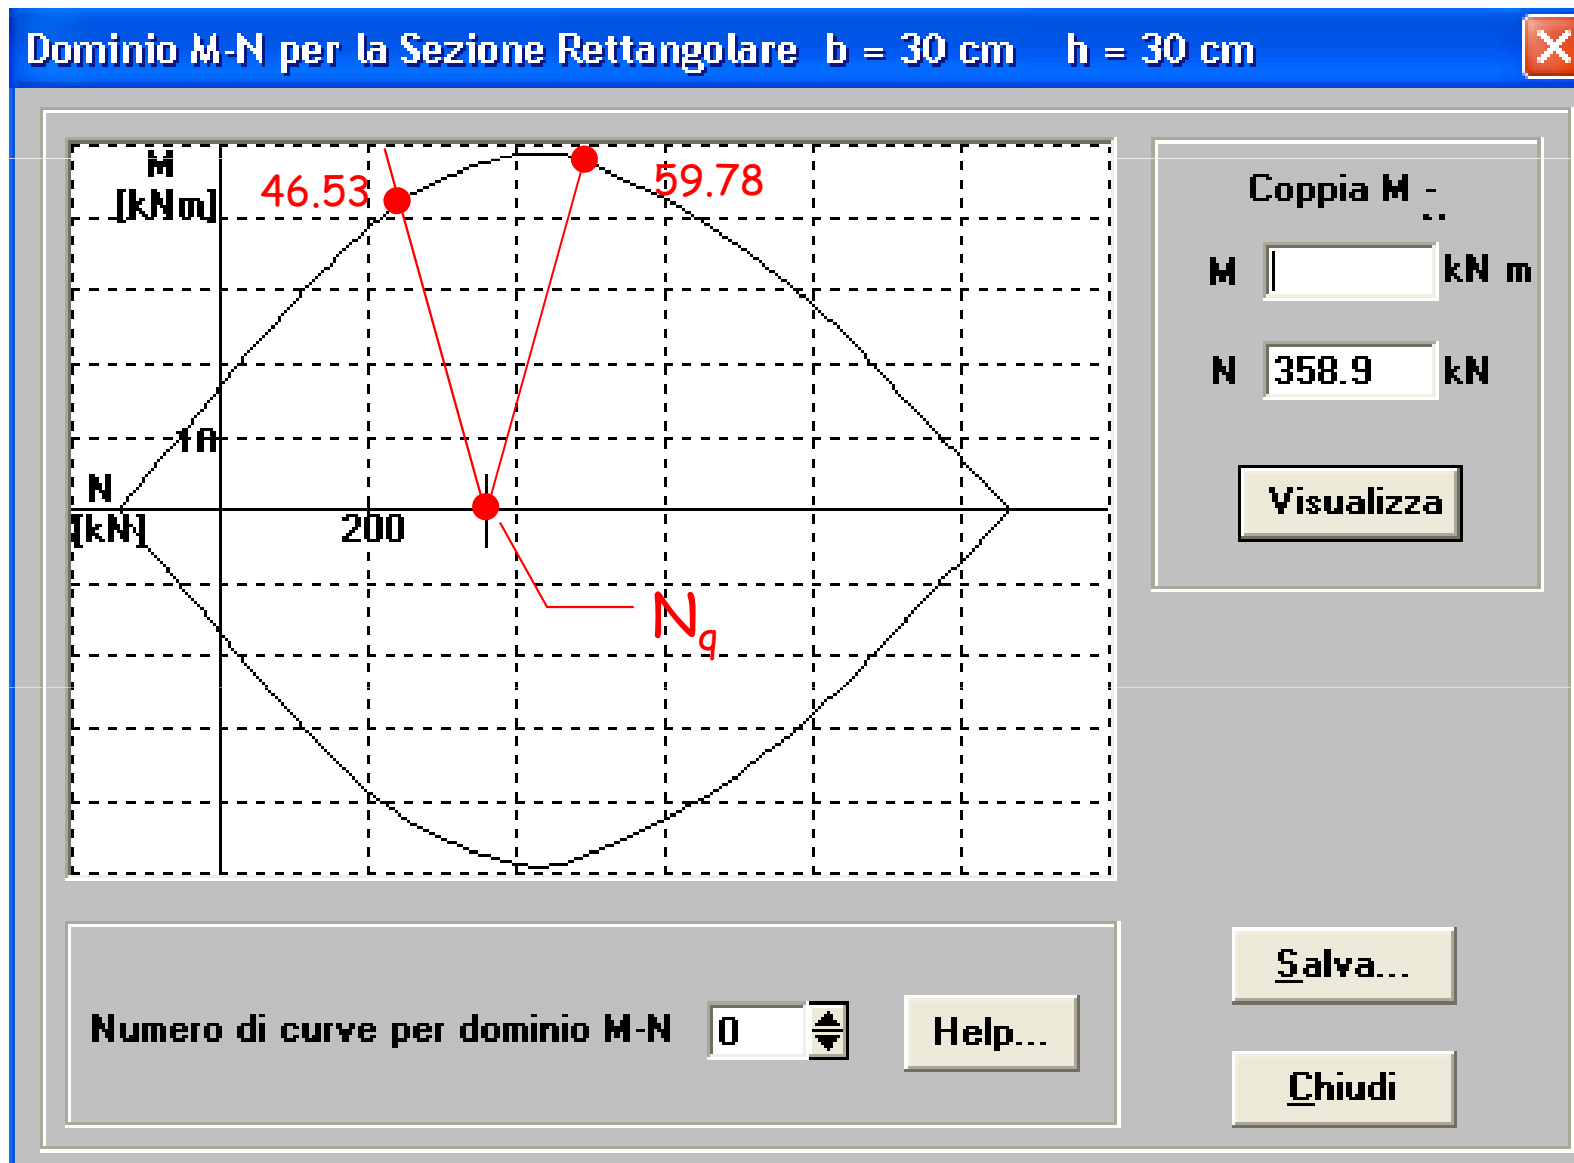 Dominio M-N per la Sezione Rettangolare b = 30 cm h = 30 cm
M
[kNm]
46.53
59.78
N
[kN]
200
Nq
Coppia M -
M kN m
N 358.9 kN
Visualizza
Numero di curve per dominio M-N 0 Help...
Salva...
Chiudi